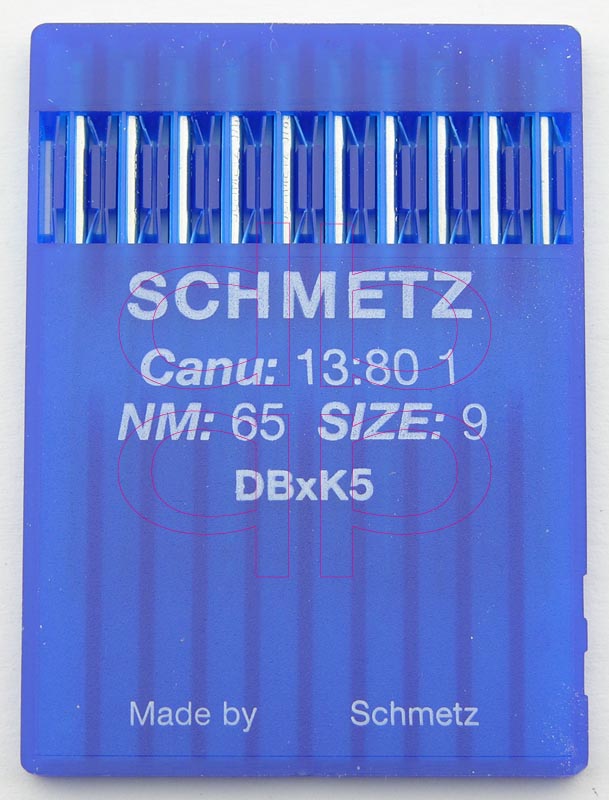 SCHMETZ
Canu: 13:80 1
NM: 65 SIZE: 9
DBxK5
Made by Schmetz